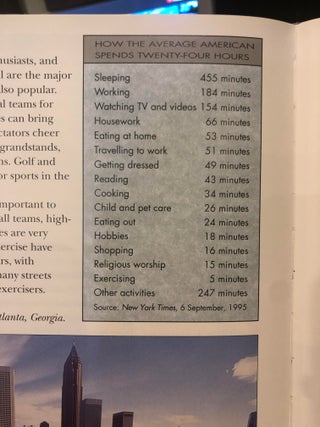 husiasts, and
l are the major
lso popular.
al teams for
es can bring
ctators cheer
grandstands,
ns. Golf and
or sports in the
mportant to
all teams, high-
es are very
ercise have
rs, with
many streets
exercisers.
tlanta, Georgia.
HOW THE AVERAGE AMERICAN
SPENDS TWENTY-FOUR HOURS
Sleeping 455 minutes
Working 184 minutes
Watching TV and videos 154 minutes
Housework 66 minutes
Eating at home 53 minutes
Travelling to work 51 minutes
Getting dressed 49 minutes
Reading 43 minutes
Cooking 34 minutes
Child and pet care 26 minutes
Eating out 24 minutes
Hobbies 18 minutes
Shopping 16 minutes
Religious worship 15 minutes
Exercising 5 minutes
Other activities 247 minutes
Source: New York Times, 6 September, 1995